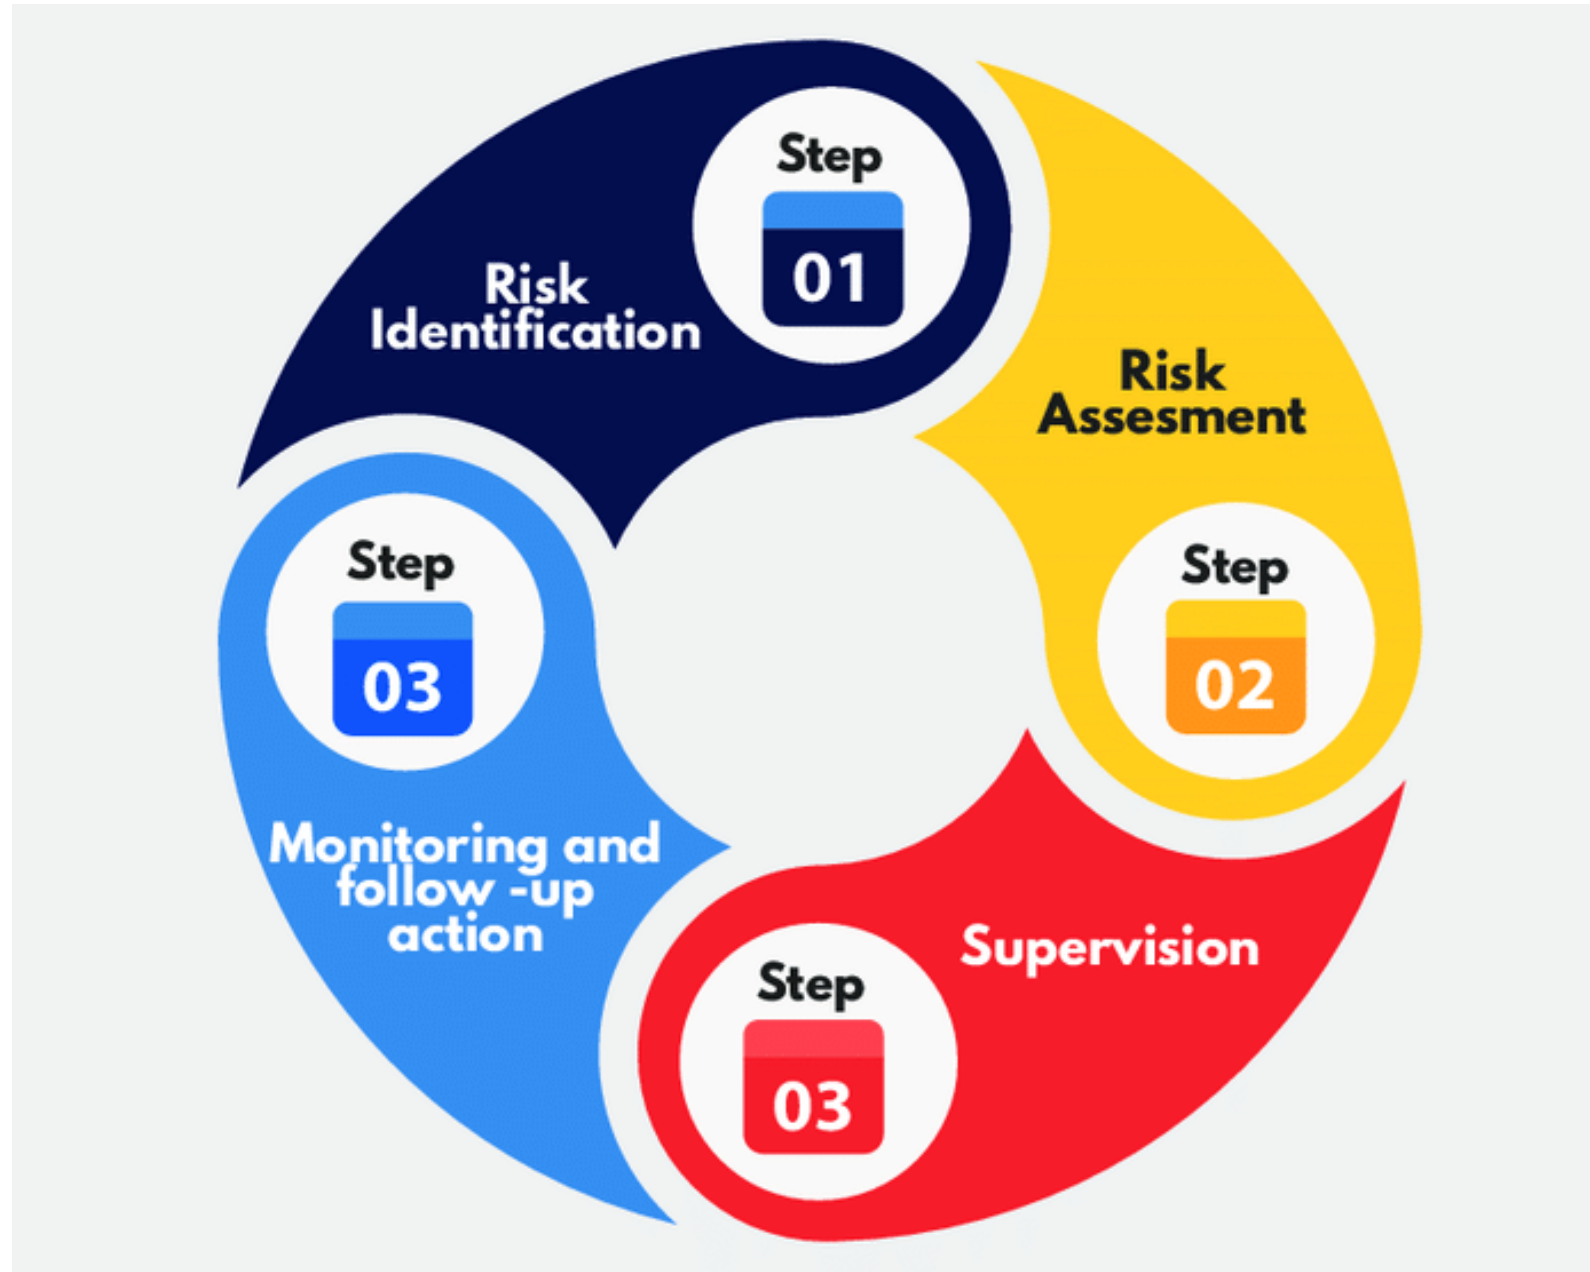 Step
01
Risk
Identification
Risk
Assesment
Step
02
Supervision
Step
03
Step
03
Monitoring and
follow -up
action